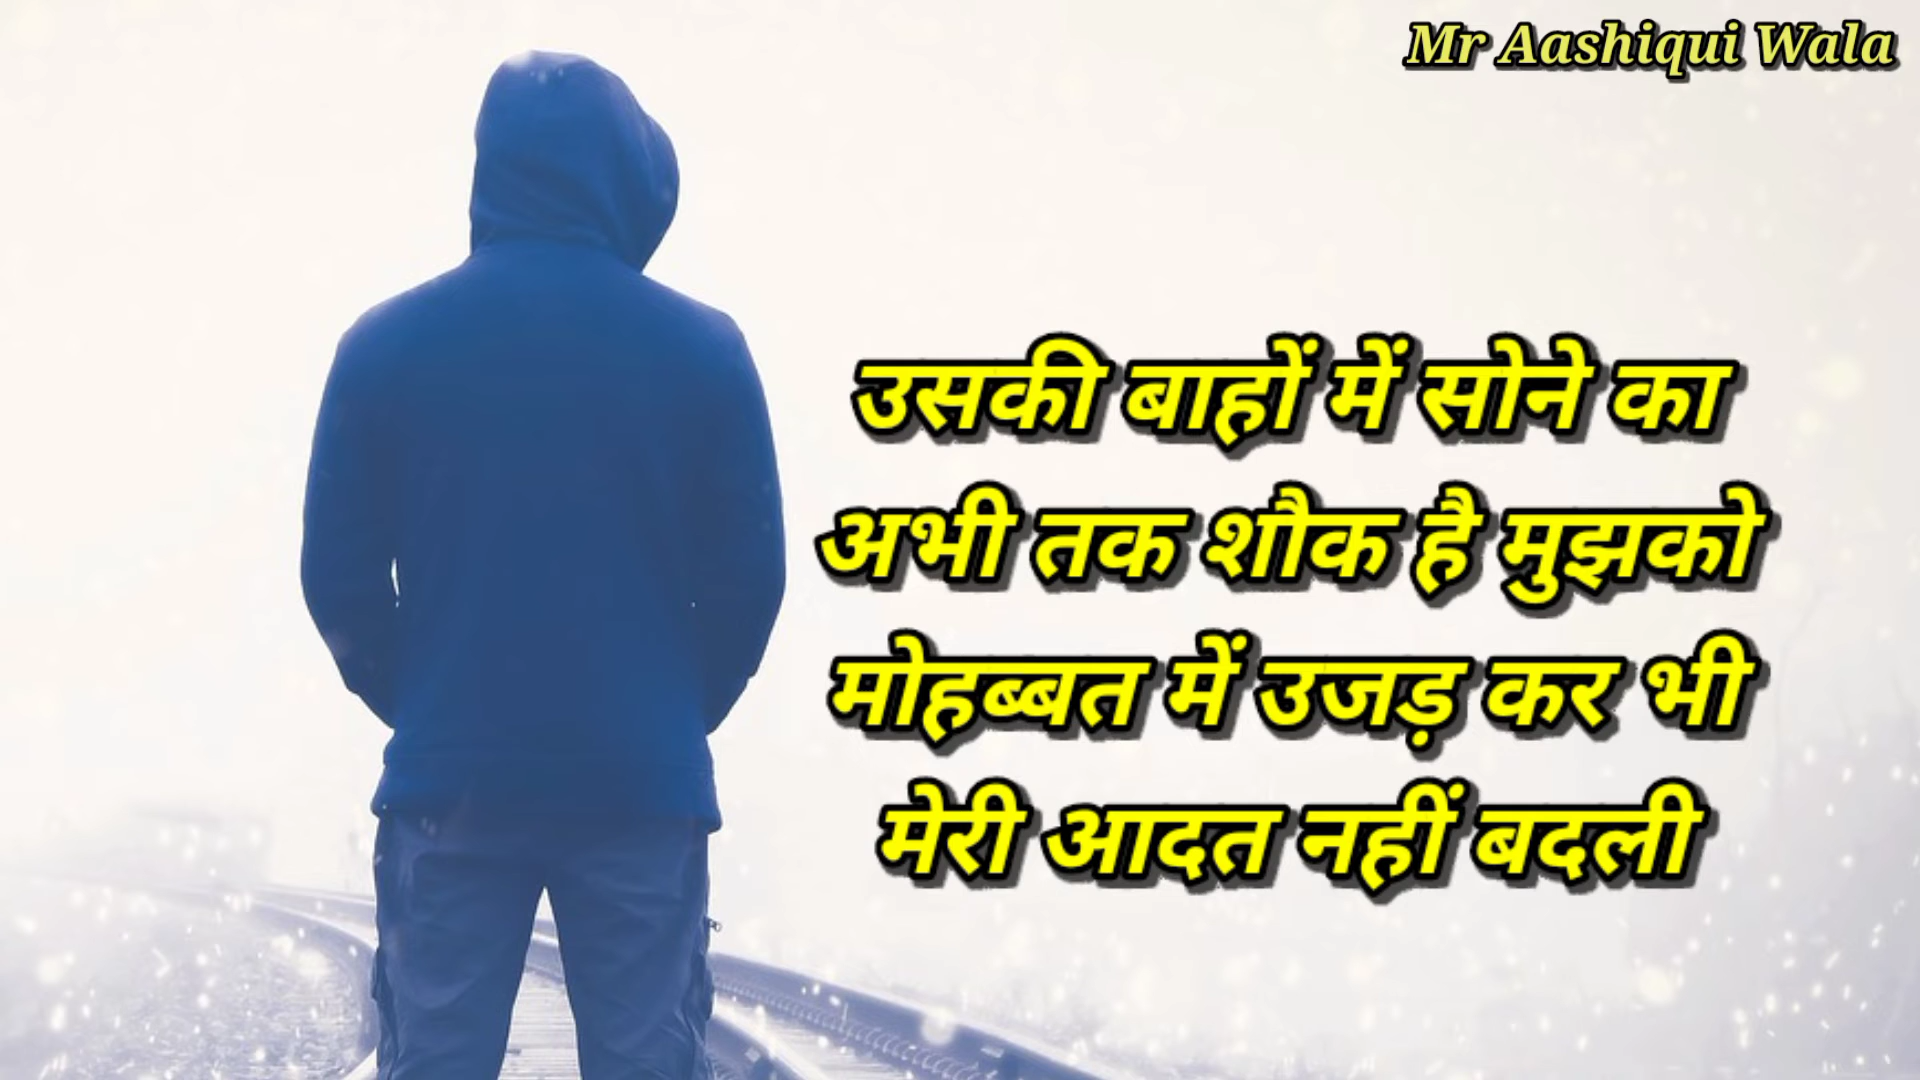 Mr Aashiqui Wala
उसकी बाहों में सोने का
अभी तक शौक है मुझको
मोहब्बत में उजड़ कर भी
मेरी आदत नहीं बदली